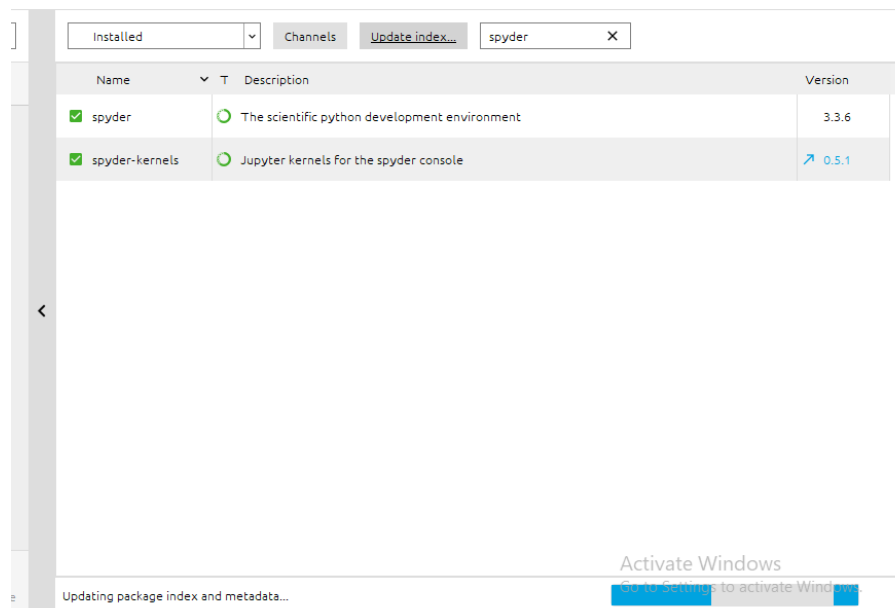 Installed Channels Update index... spyder
Name T Description Version
spyder The scientific python development environment 3.3.6
spyder-kernels Jupyter kernels for the spyder console 0.5.1
Activate Windows
Go to Settings to activate Windows.
Updating package index and metadata...